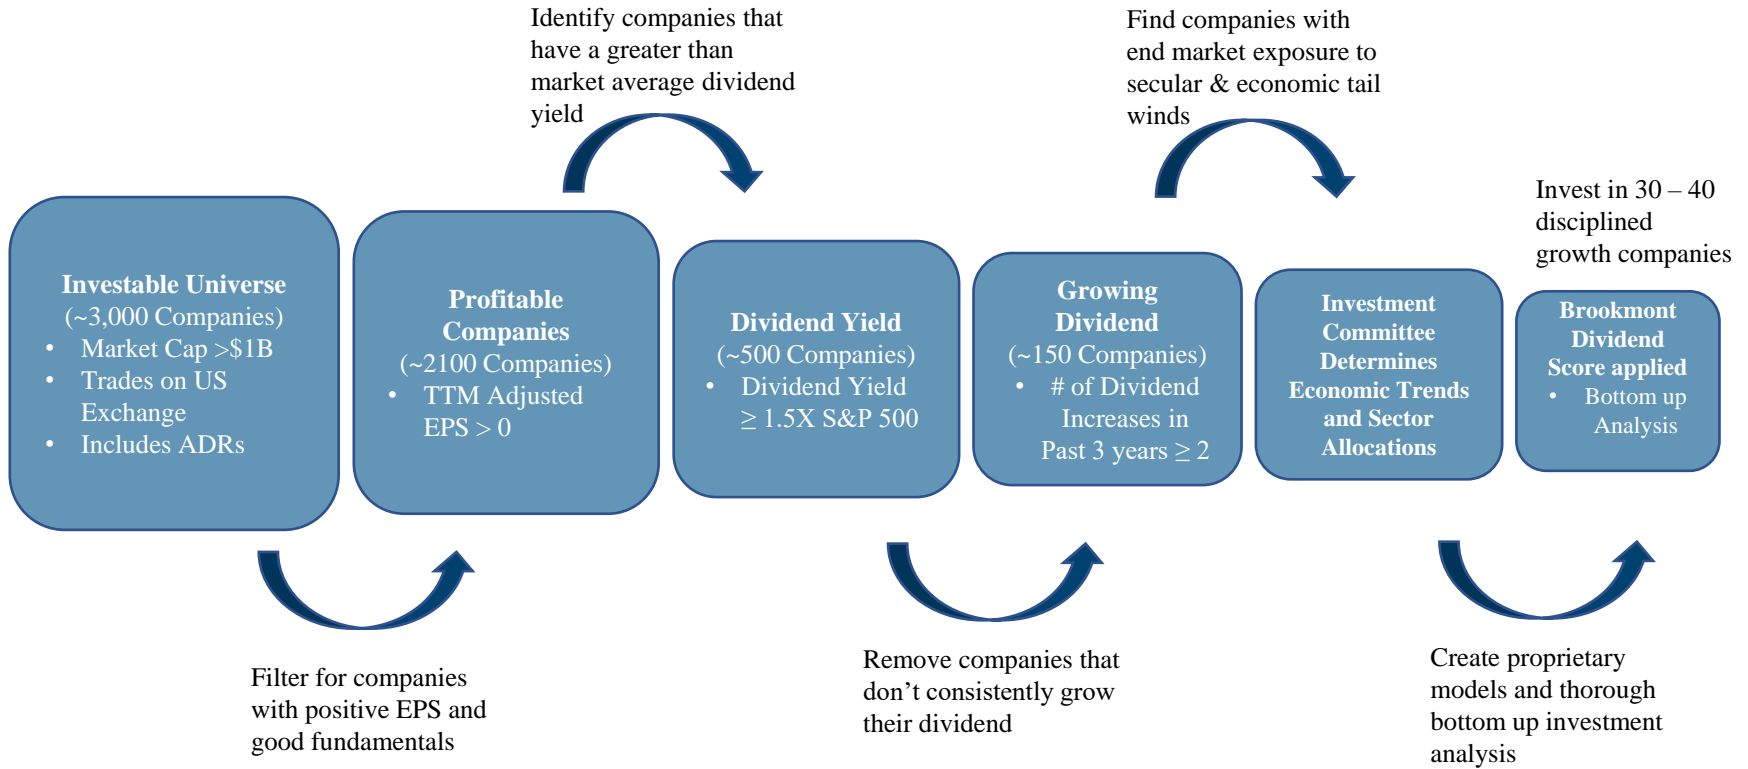 Identify companies that
have a greater than
market average dividend
yield
Find companies with
end market exposure to
secular & economic tail
winds
Invest in 30 – 40
disciplined
growth companies
Investable Universe
(~3,000 Companies)
• Market Cap >$1B
• Trades on US
Exchange
• Includes ADRs
Profitable
Companies
(~2100 Companies)
• TTM Adjusted
EPS > 0
Dividend Yield
(~500 Companies)
• Dividend Yield
≥ 1.5X S&P 500
Growing
Dividend
(~150 Companies)
• # of Dividend
Increases in
Past 3 years ≥ 2
Investment
Committee
Determines
Economic Trends
and Sector
Allocations
Brookmont
Dividend
Score applied
• Bottom up
Analysis
Filter for companies
with positive EPS and
good fundamentals
Remove companies that
don’t consistently grow
their dividend
Create proprietary
models and thorough
bottom up investment
analysis